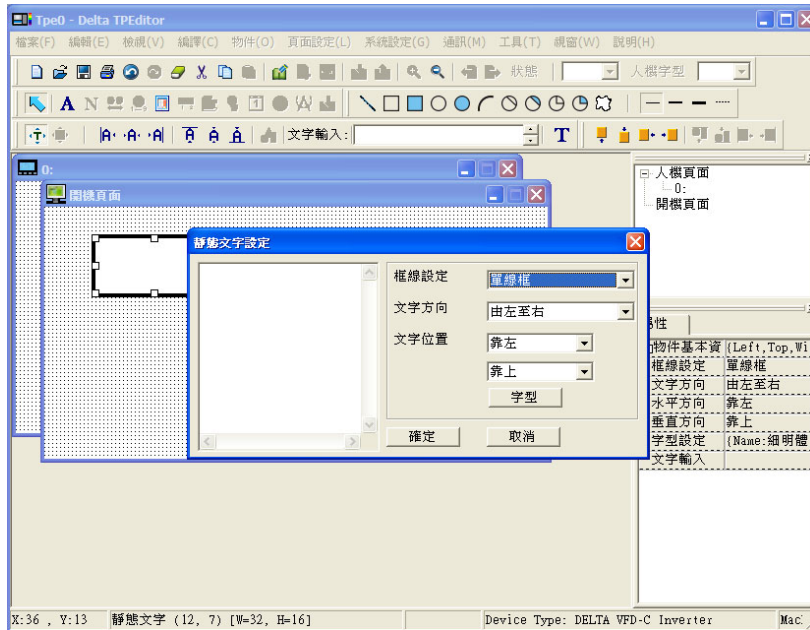 Tpe0 - Delta TPEditor
檔案(F) 編輯(E) 檢視(V) 編譯(C) 物件(O) 頁面設定(L) 系統設定(G) 通訊(M) 工具(T) 視窗(W) 說明(H)
狀態 人機字型
A N
A A A A A A 文字輸入: T
0:
開機頁面
人機頁面
0:
開機頁面
靜態文字設定
框線設定 單線框
文字方向 由左至右
文字位置 靠左
靠上
字型
確定 取消
性
物件基本資 {Left,Top,Wi
框線設定 單線框
文字方向 由左至右
水平方向 靠左
垂直方向 靠上
字型設定 {Name:細明體
文字輸入
X:36 , Y:13 靜態文字 (12, 7) [W=32, H=16] Device Type: DELTA VFD-C Inverter Mac